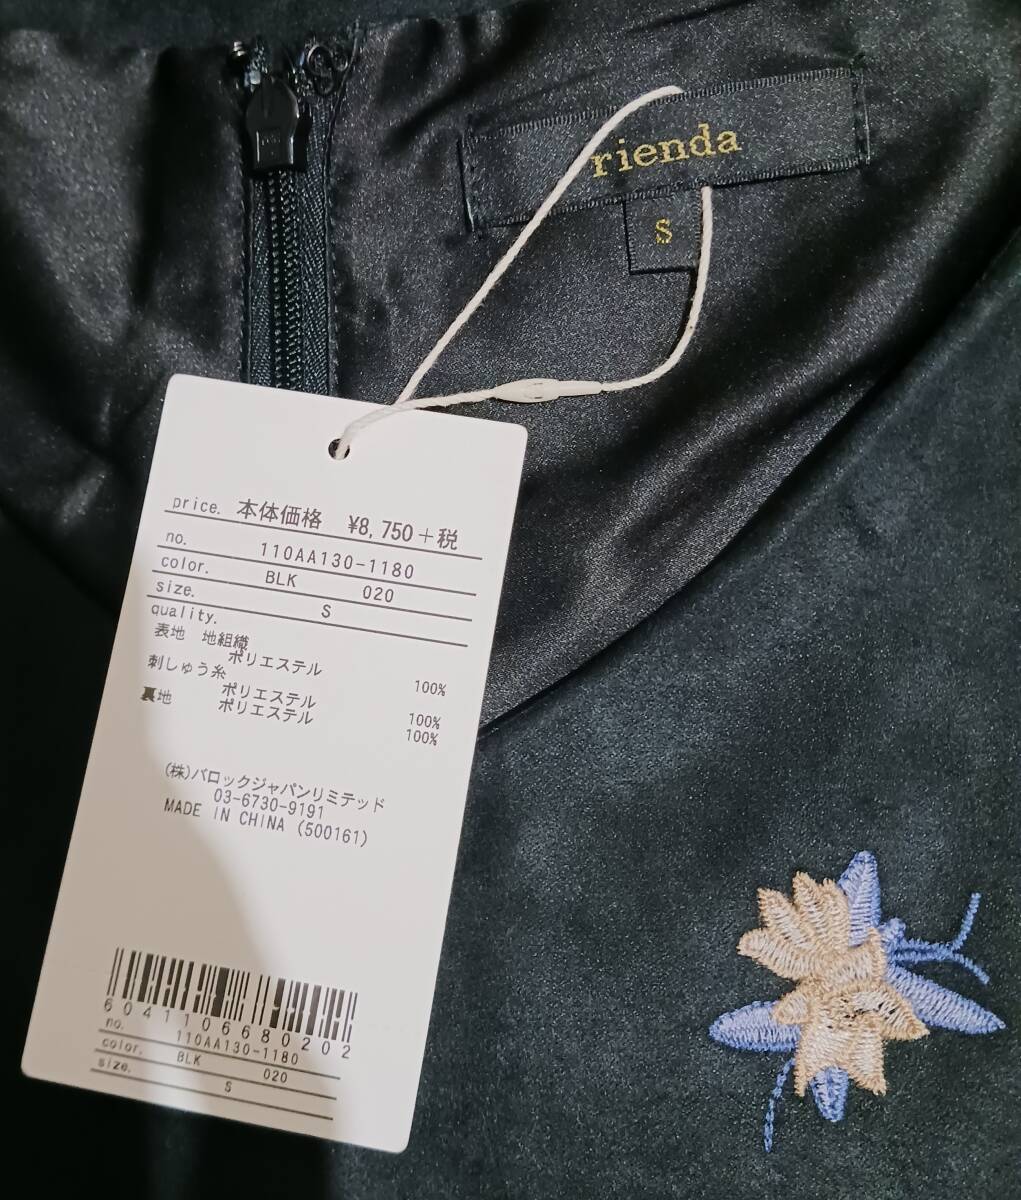 rienda
S
price. 本体価格 ¥8,750+税
no. 110AA130-1180
color. BLK 020
size. S
quality.
表地 地組織
ポリエステル 100%
刺しゅう糸
ポリエステル 100%
裏地 ポリエステル 100%
(株)バロックジャパンリミテッド
03-6730-9191
MADE IN CHINA (500161)
6041106680202
no. 110AA130-1180
color. BLK 020
size. S